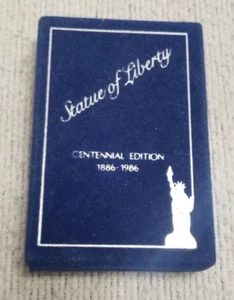 Statue of Liberty
CENTENNIAL EDITION
1886-1986